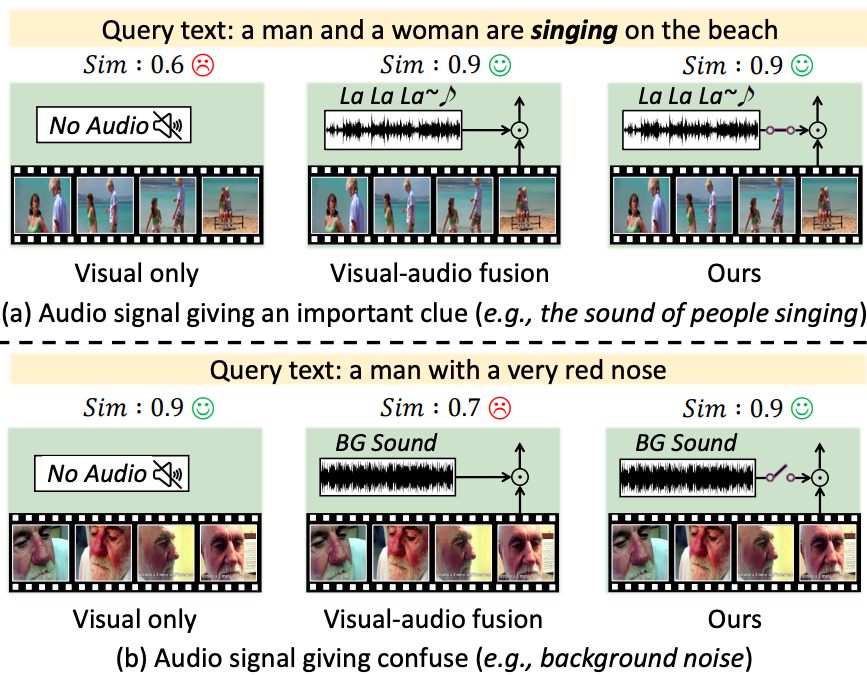 Query text: a man and a woman are singing on the beach
Sim : 0.6 Sim : 0.9 Sim : 0.9
No Audio La La La~♪ La La La~♪
Visual only Visual-audio fusion Ours
(a) Audio signal giving an important clue (e.g., the sound of people singing)
Query text: a man with a very red nose
Sim : 0.9 Sim : 0.7 Sim : 0.9
No Audio BG Sound BG Sound
Visual only Visual-audio fusion Ours
(b) Audio signal giving confuse (e.g., background noise)